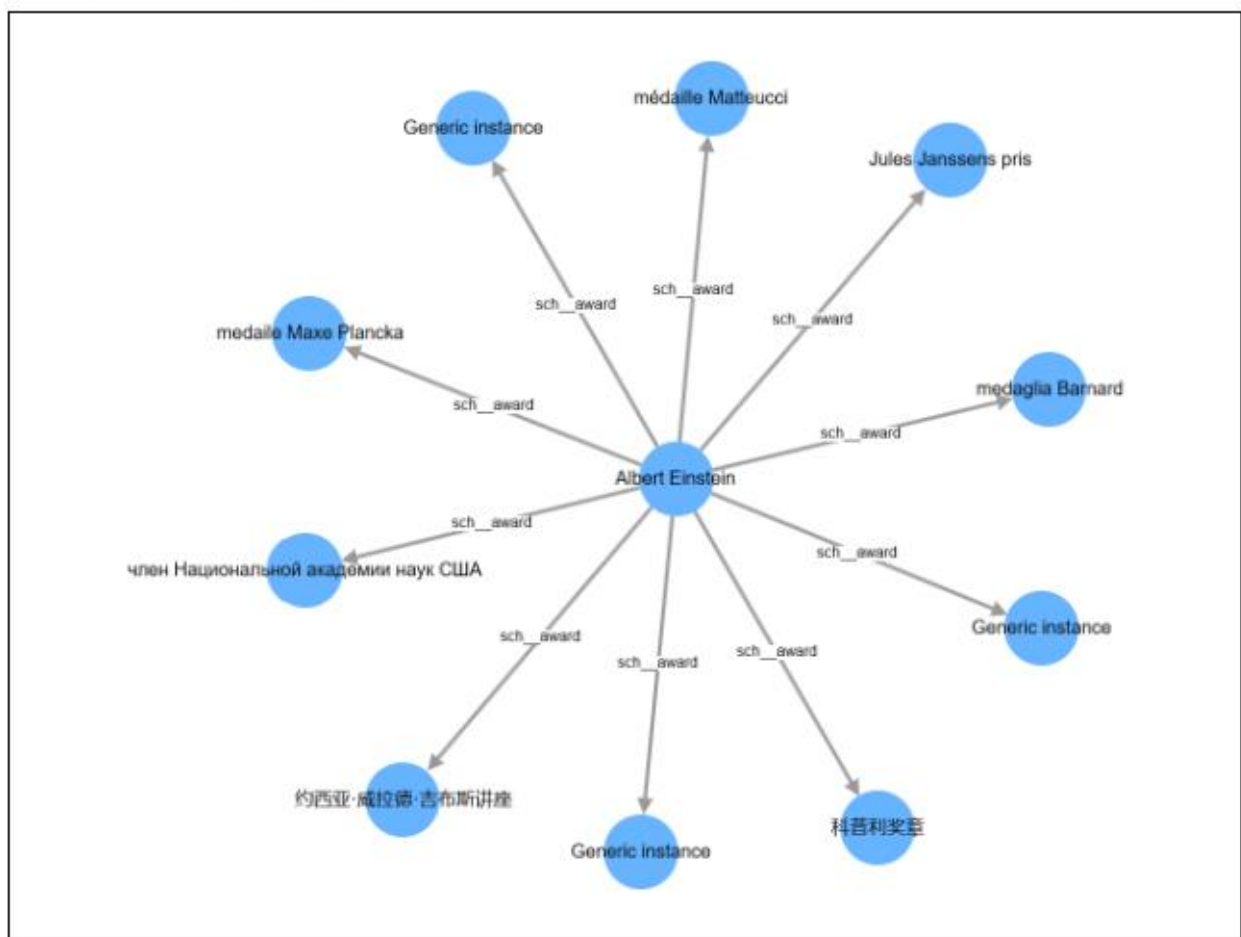 médaille Matteucci
Generic instance
Jules Janssens pris
sch__award
sch__award
sch__award
medaile Maxe Plancka
medaglia Barnard
sch__award
sch__award
Albert Einstein
sch__award
sch__award
член Национальной академии наук США
Generic instance
sch__award
sch__award
sch__award
约西亚·威拉德·吉布斯讲座
科普利奖章
Generic instance